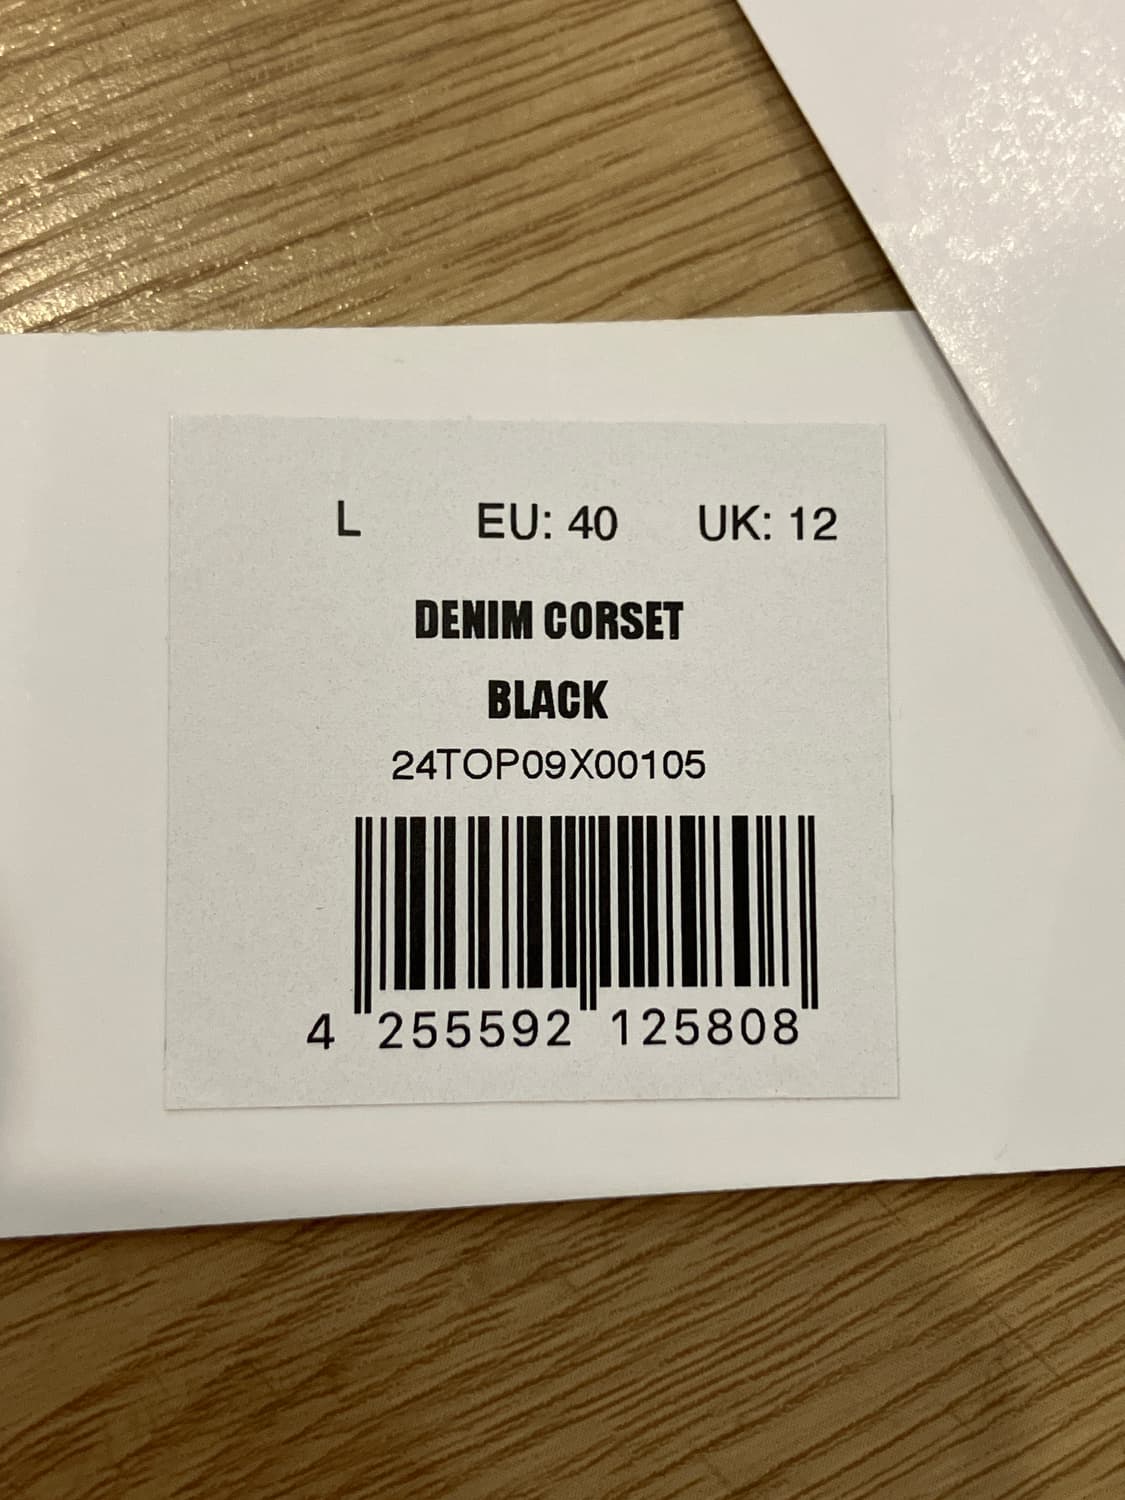 L EU: 40 UK: 12
DENIM CORSET
BLACK
24TOP09X00105
4 255592 125808